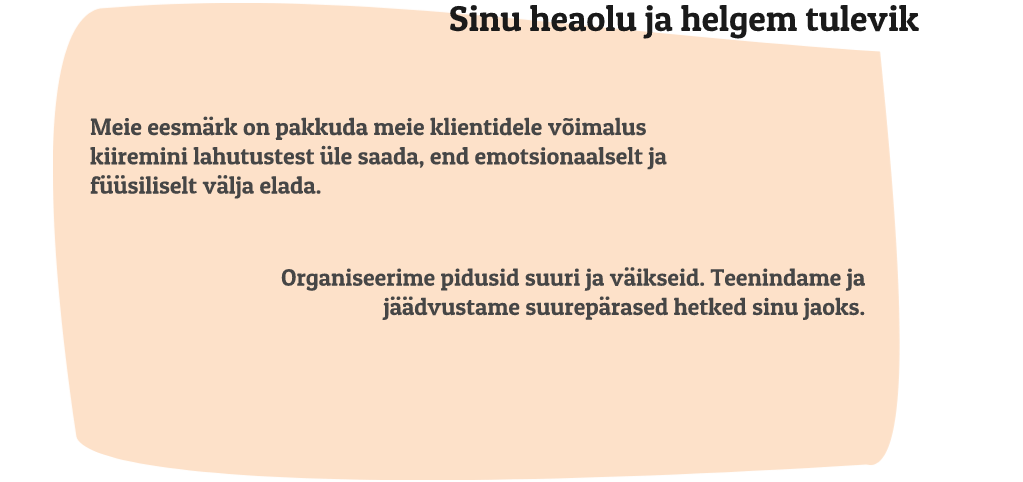 Sinu heaolu ja helgem tulevik
Meie eesmärk on pakkuda meie klientidele võimalus
kiiremini lahutustest üle saada, end emotsionaalselt ja
füüsiliselt välja elada.
Organiseerime pidusid suuri ja väikseid. Teenindame ja
jäädvustame suurepärased hetked sinu jaoks.